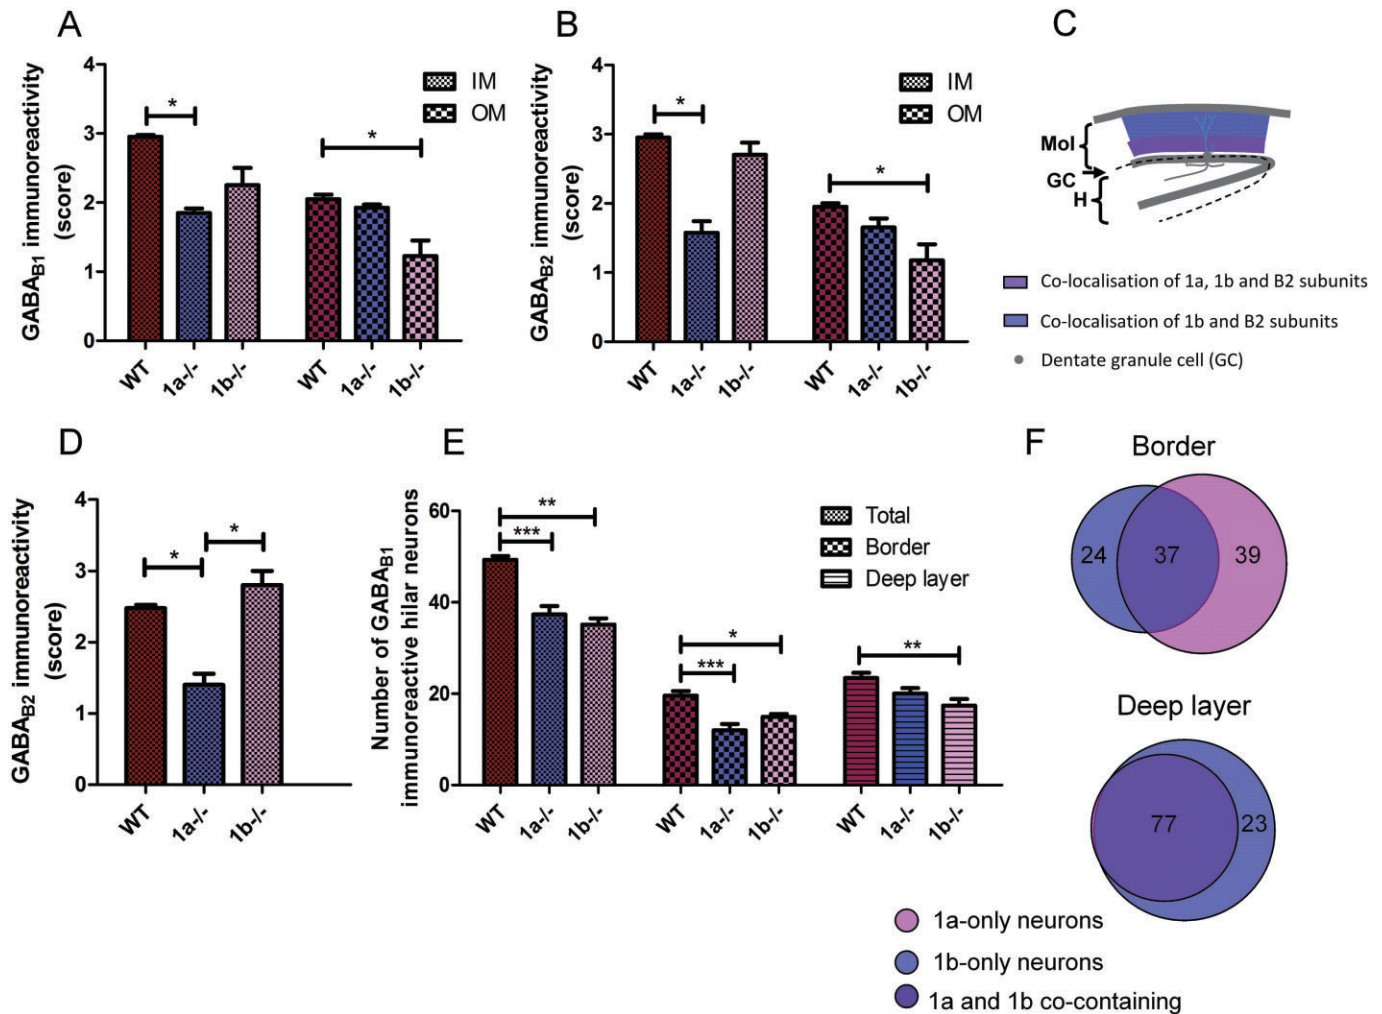 A
GABAB1 immunoreactivity
(score)
4
3
2
1
0
*
*
IM
OM
WT
1a-/-
1b-/-
WT
1a-/-
1b-/-
B
GABAB2 immunoreactivity
(score)
4
3
2
1
0
*
*
IM
OM
WT
1a-/-
1b-/-
WT
1a-/-
1b-/-
C
Mol
GC
H
Co-localisation of 1a, 1b and B2 subunits
Co-localisation of 1b and B2 subunits
Dentate granule cell (GC)
D
GABAB2 immunoreactivity
(score)
4
3
2
1
0
*
*
WT
1a-/-
1b-/-
E
Number of GABAB1
immunoreactive hilar neurons
60
40
20
0
**
***
*
***
**
Total
Border
Deep layer
WT
1a-/-
1b-/-
WT
1a-/-
1b-/-
WT
1a-/-
1b-/-
F
Border
24
37
39
Deep layer
77
23
1a-only neurons
1b-only neurons
1a and 1b co-containing